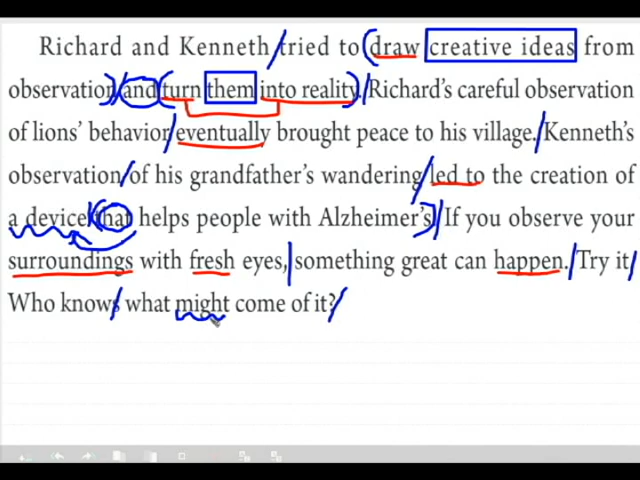 Richard and Kenneth tried to draw creative ideas from
observation and turn them into reality. Richard's careful observation
of lions' behavior eventually brought peace to his village. Kenneth's
observation of his grandfather's wandering led to the creation of
a device that helps people with Alzheimer's. If you observe your
surroundings with fresh eyes, something great can happen. Try it!
Who knows what might come of it?